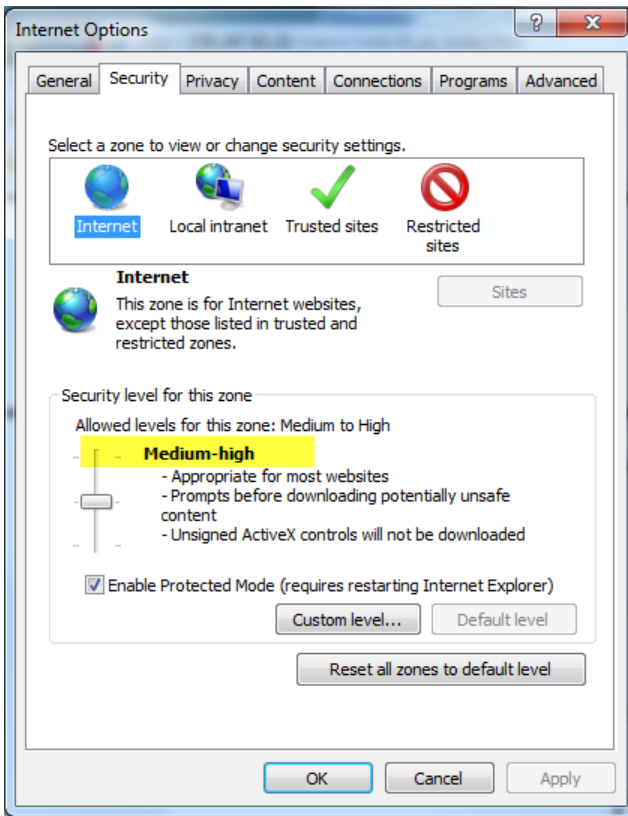 Internet Options
General Security Privacy Content Connections Programs Advanced
Select a zone to view or change security settings.
Internet Local intranet Trusted sites Restricted
sites
Internet
Sites
This zone is for Internet websites,
except those listed in trusted and
restricted zones.
Security level for this zone
Allowed levels for this zone: Medium to High
Medium-high
- Appropriate for most websites
- Prompts before downloading potentially unsafe
content
- Unsigned ActiveX controls will not be downloaded
Enable Protected Mode (requires restarting Internet Explorer)
Custom level... Default level
Reset all zones to default level
OK Cancel Apply